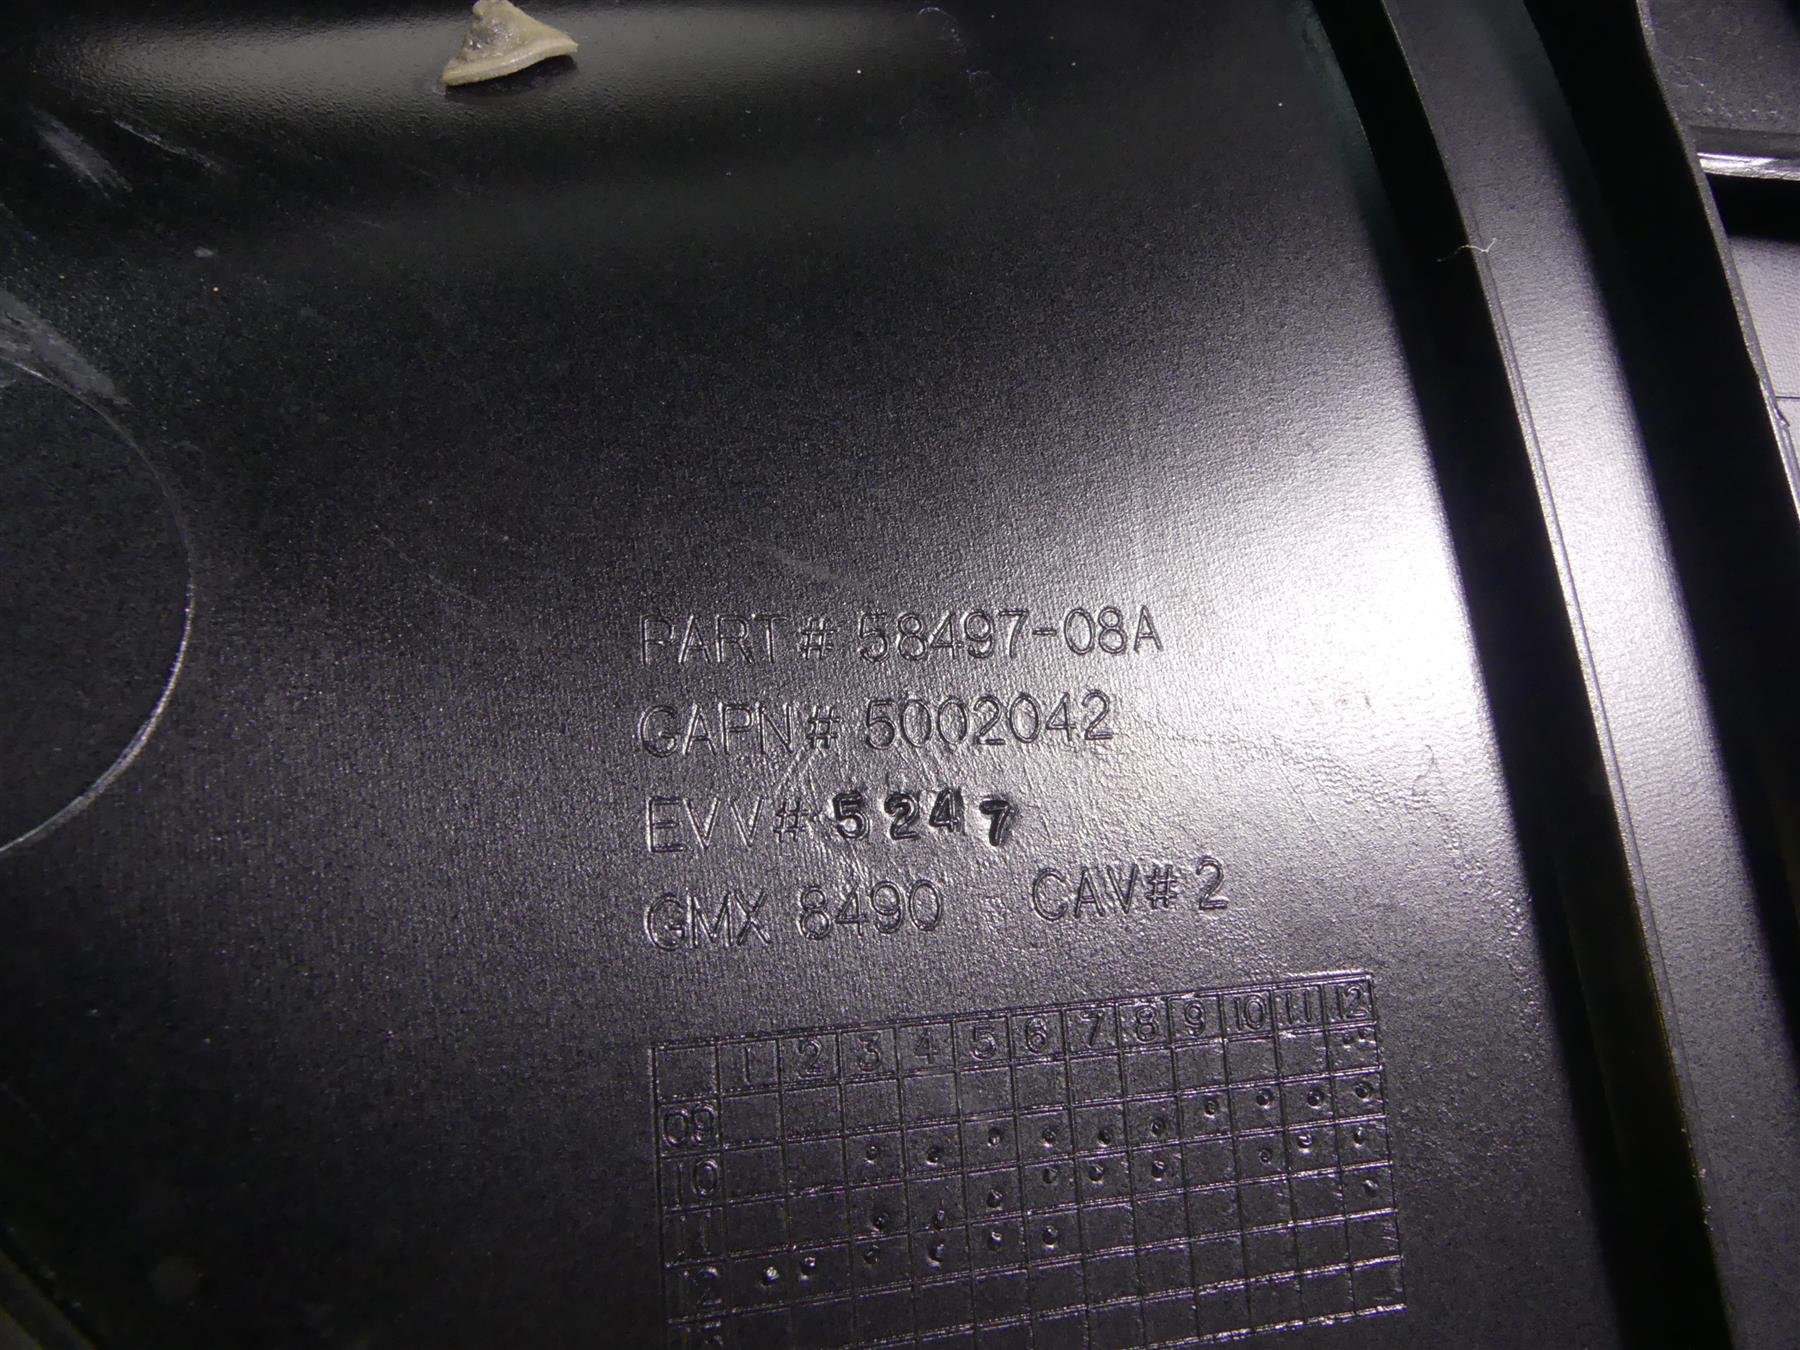 PART # 58497-08A
GAPN# 5002042
EVV# 5247
GMX 8490 CAV# 2
1 2 3 4 5 6 7 8 9 10 11 12
09
10
11
12